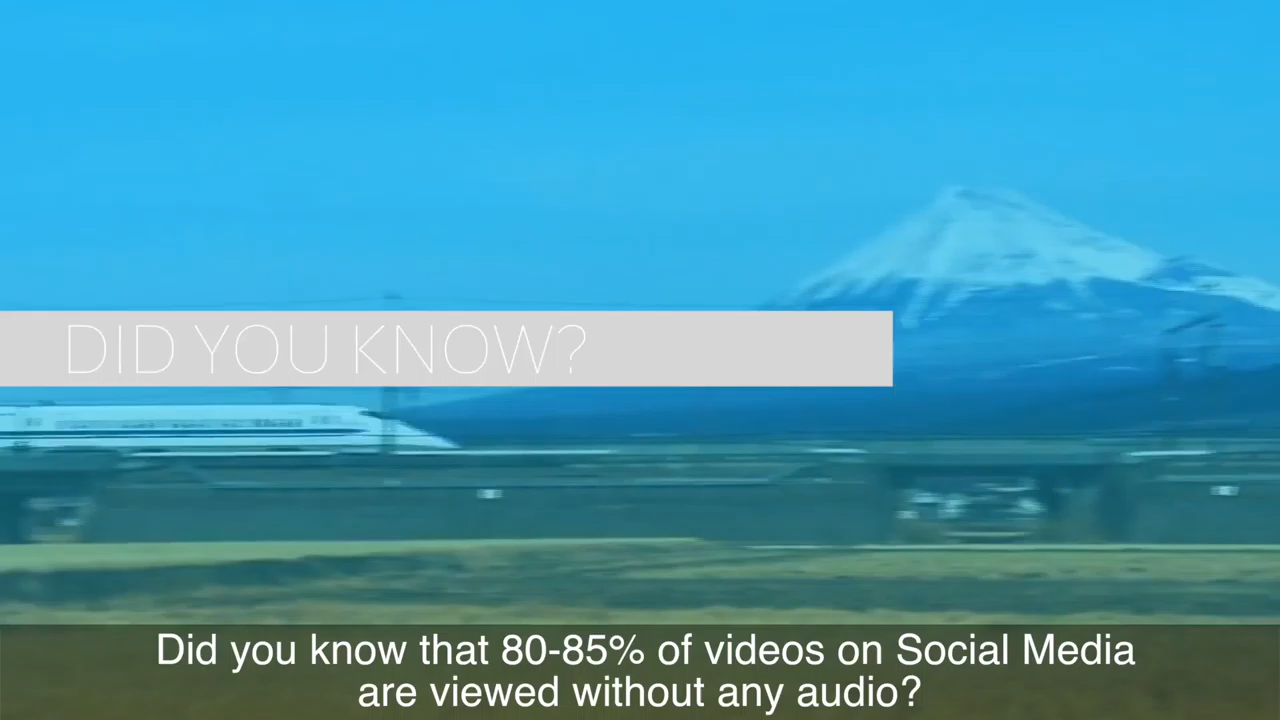 DID YOU KNOW?
Did you know that 80-85% of videos on Social Media
are viewed without any audio?